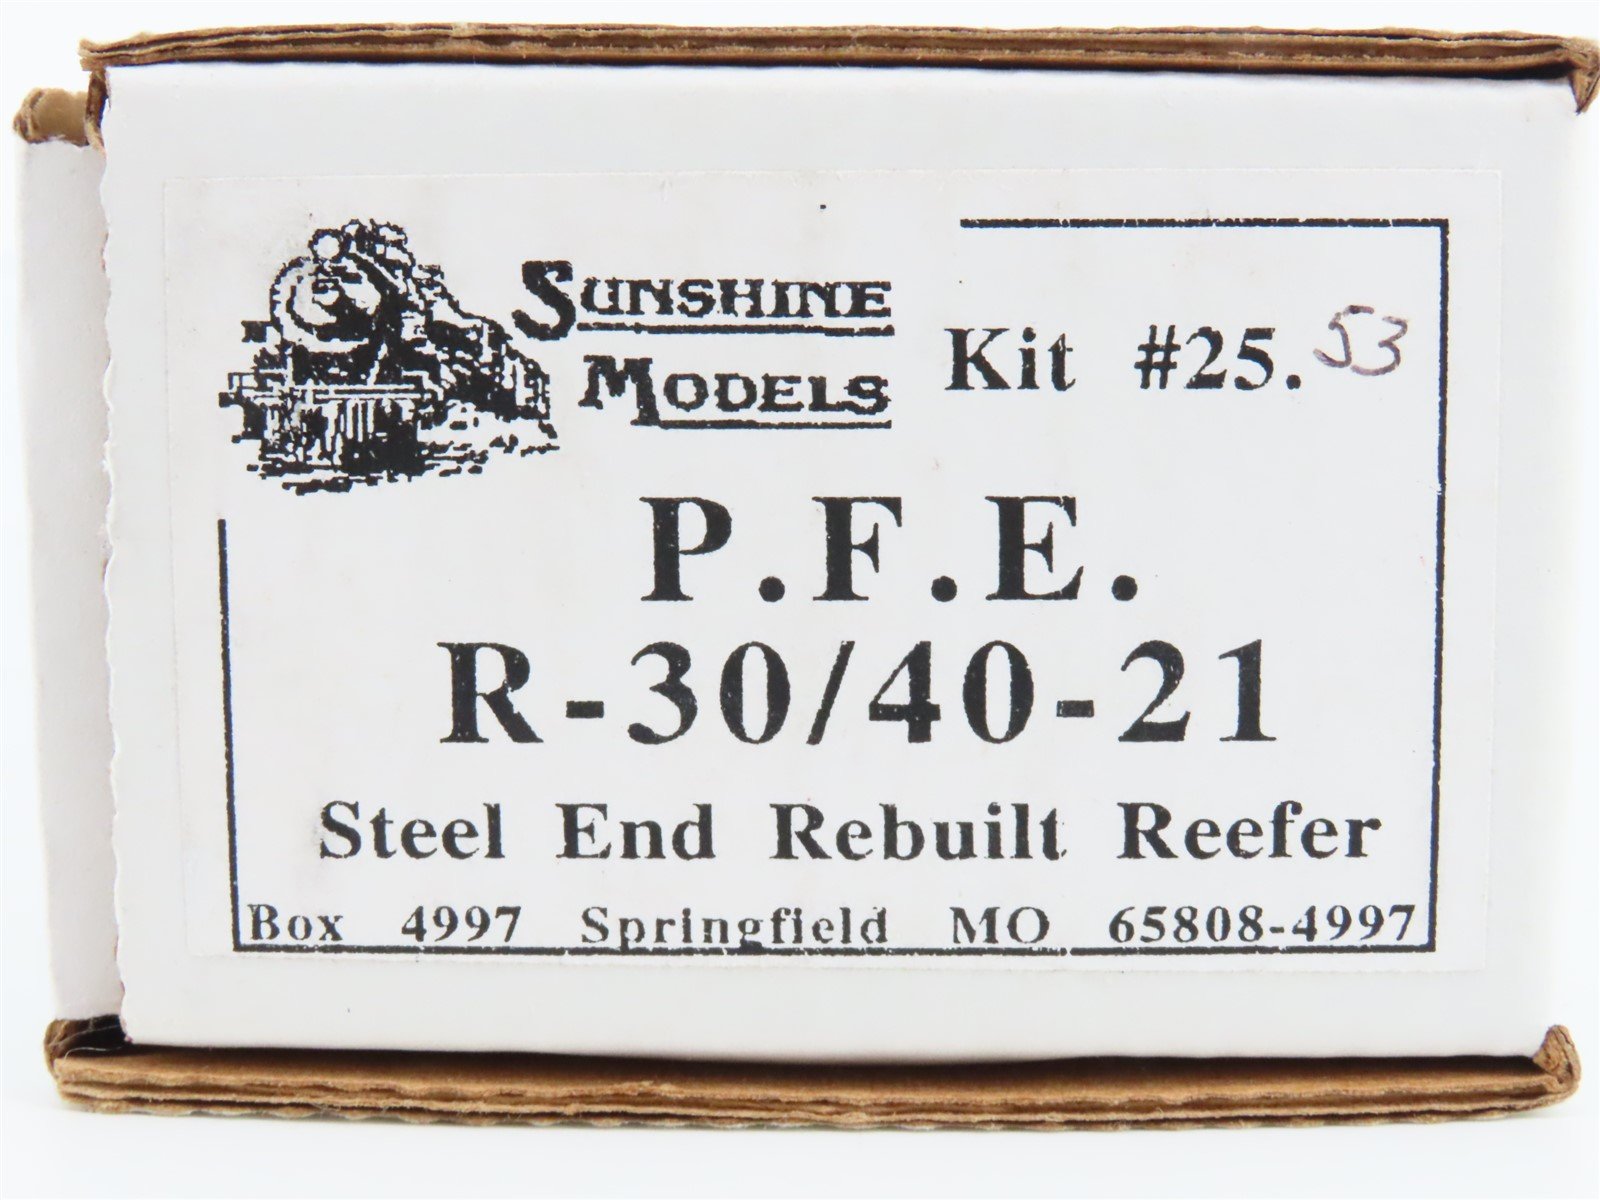 SUNSHINE
MODELS
Kit #25.53
P.F.E.
R-30/40-21
Steel End Rebuilt Reefer
Box 4997 Springfield MO 65808-4997